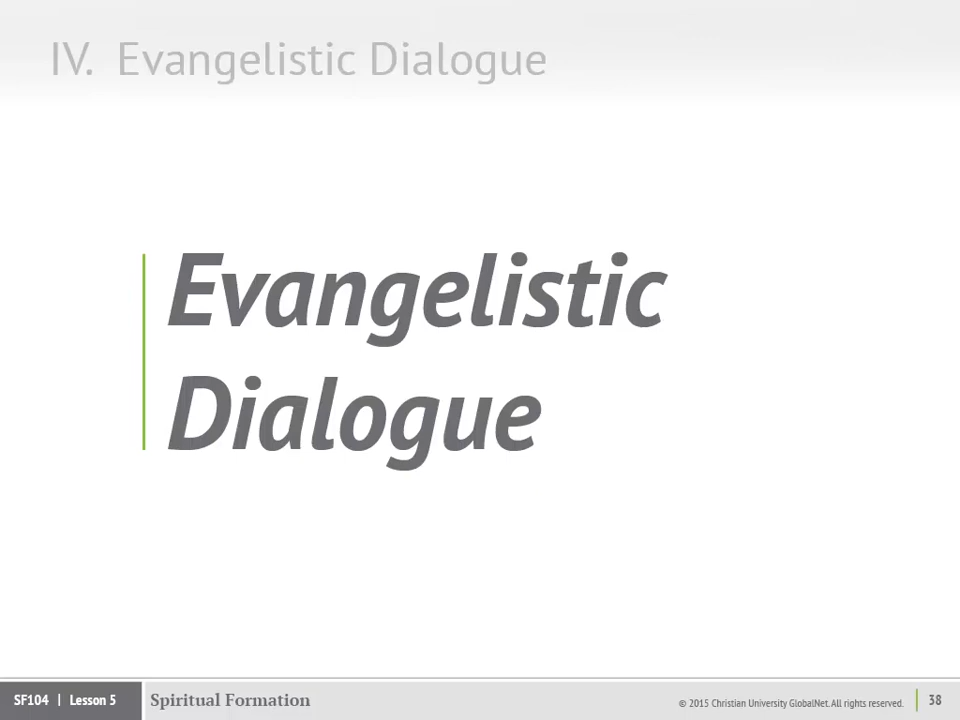 IV. Evangelistic Dialogue
Evangelistic
Dialogue
SF104 | Lesson 5
Spiritual Formation
© 2015 Christian University GlobalNet. All rights reserved.
38